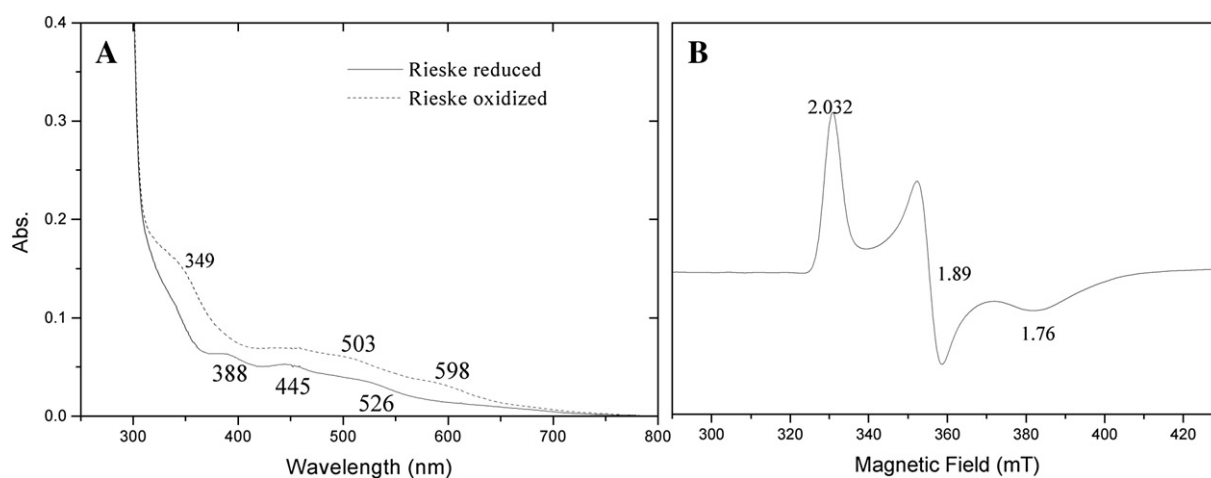 A
Rieske reduced
Rieske oxidized
349
503
598
388
445
526
0.4
0.3
0.2
0.1
0.0
Abs.
300 400 500 600 700 800
Wavelength (nm)
B
2.032
1.89
1.76
300 320 340 360 380 400 420
Magnetic Field (mT)